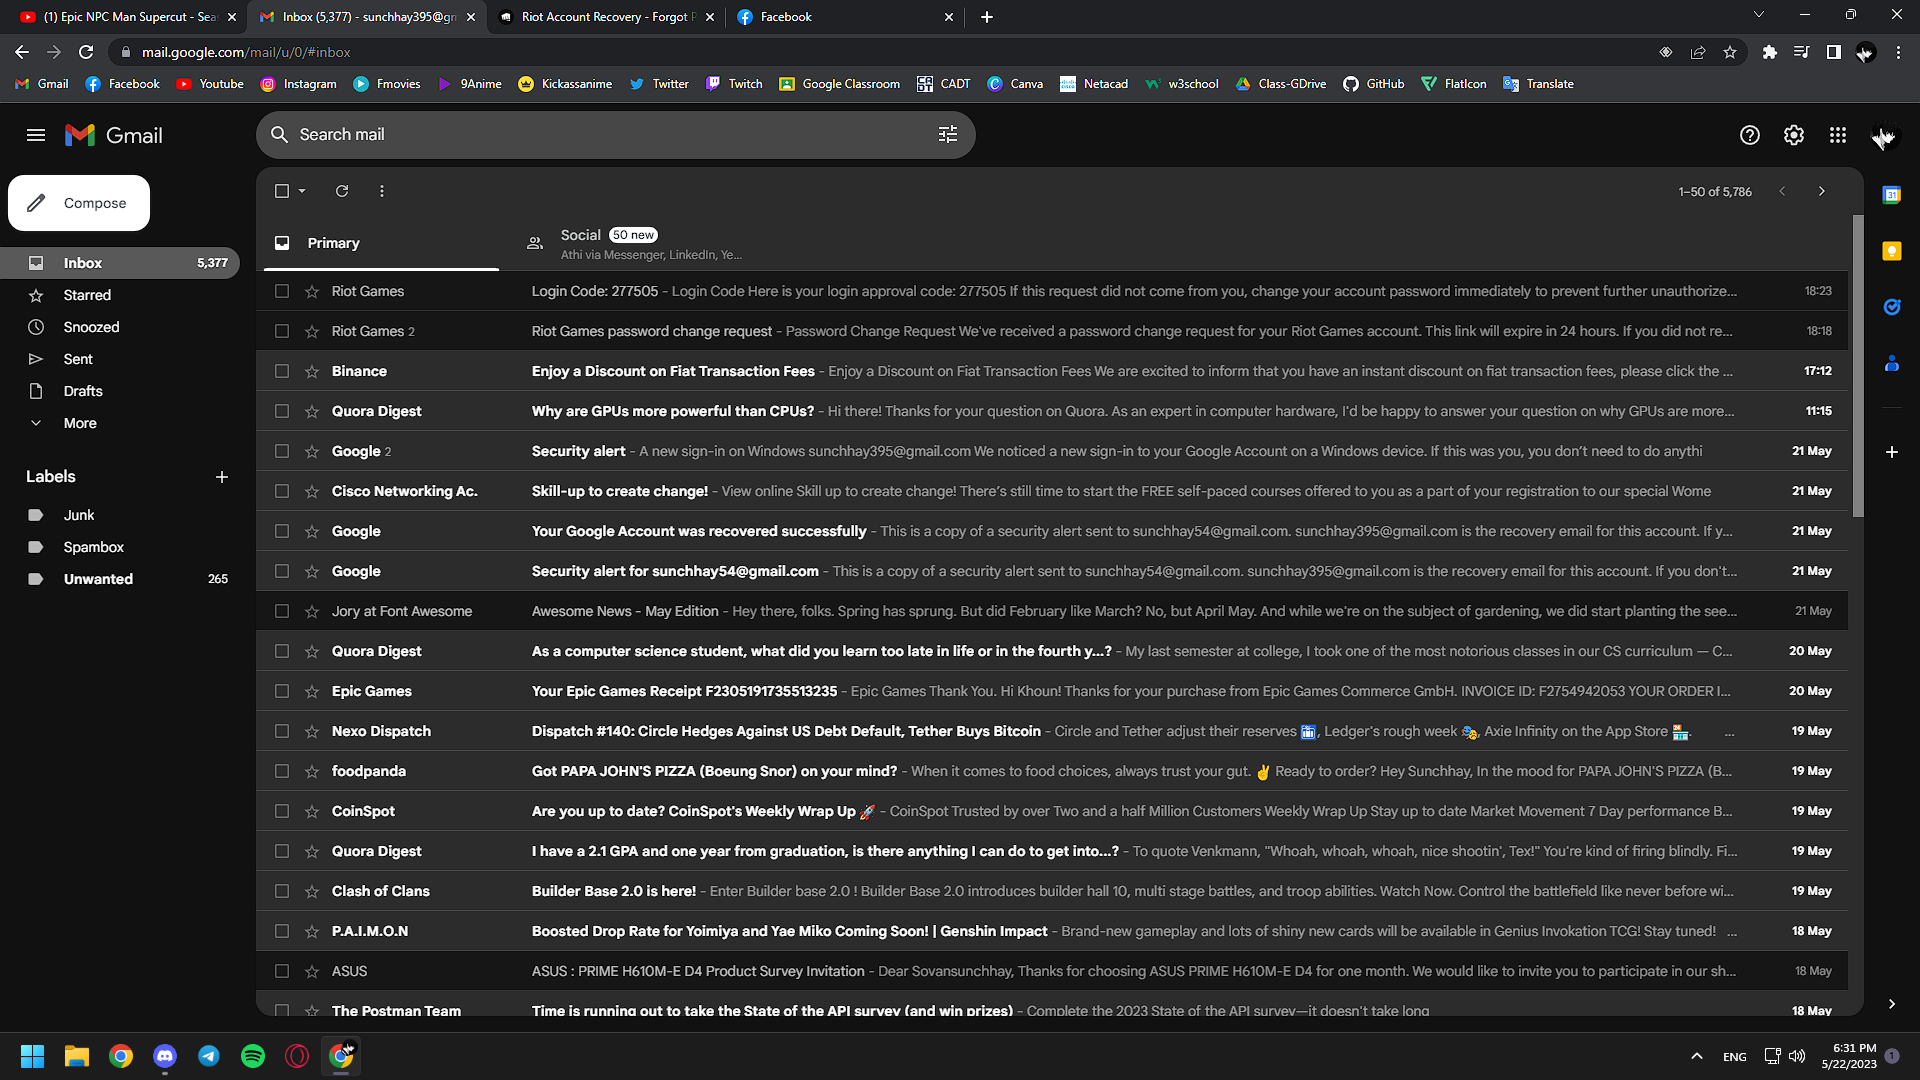 (1) Epic NPC Man Supercut - Sea
Inbox (5,377) - sunchhay395@gm
Riot Account Recovery - Forgot P
Facebook
mail.google.com/mail/u/0/#inbox
Gmail Facebook Youtube Instagram Fmovies 9Anime Kickassanime Twitter Twitch Google Classroom CADT Canva Netacad w3school Class-GDrive GitHub FlatIcon Translate
Gmail
Search mail
Compose
1–50 of 5,786
Primary
Social 50 new
Athi via Messenger, LinkedIn, Ye...
Inbox 5,377
Starred
Snoozed
Sent
Drafts
More
Labels
Junk
Spambox
Unwanted 265
Riot Games Login Code: 277505 - Login Code Here is your login approval code: 277505 If this request did not come from you, change your account password immediately to prevent further unauthorize... 18:23
Riot Games 2 Riot Games password change request - Password Change Request We've received a password change request for your Riot Games account. This link will expire in 24 hours. If you did not re... 18:18
Binance Enjoy a Discount on Fiat Transaction Fees - Enjoy a Discount on Fiat Transaction Fees We are excited to inform that you have an instant discount on fiat transaction fees, please click the ... 17:12
Quora Digest Why are GPUs more powerful than CPUs? - Hi there! Thanks for your question on Quora. As an expert in computer hardware, I'd be happy to answer your question on why GPUs are more... 11:15
Google 2 Security alert - A new sign-in on Windows sunchhay395@gmail.com We noticed a new sign-in to your Google Account on a Windows device. If this was you, you don't need to do anythi 21 May
Cisco Networking Ac. Skill-up to create change! - View online Skill up to create change! There's still time to start the FREE self-paced courses offered to you as a part of your registration to our special Wome 21 May
Google Your Google Account was recovered successfully - This is a copy of a security alert sent to sunchhay54@gmail.com. sunchhay395@gmail.com is the recovery email for this account. If y... 21 May
Google Security alert for sunchhay54@gmail.com - This is a copy of a security alert sent to sunchhay54@gmail.com. sunchhay395@gmail.com is the recovery email for this account. If you don't... 21 May
Jory at Font Awesome Awesome News - May Edition - Hey there, folks. Spring has sprung. But did February like March? No, but April May. And while we're on the subject of gardening, we did start planting the see... 21 May
Quora Digest As a computer science student, what did you learn too late in life or in the fourth y...? - My last semester at college, I took one of the most notorious classes in our CS curriculum — C... 20 May
Epic Games Your Epic Games Receipt F2305191735513235 - Epic Games Thank You. Hi Khoun! Thanks for your purchase from Epic Games Commerce GmbH. INVOICE ID: F2754942053 YOUR ORDER I... 20 May
Nexo Dispatch Dispatch #140: Circle Hedges Against US Debt Default, Tether Buys Bitcoin - Circle and Tether adjust their reserves 🏧, Ledger's rough week 🎭, Axie Infinity on the App Store 🏪. ... 19 May
foodpanda Got PAPA JOHN'S PIZZA (Boeung Snor) on your mind? - When it comes to food choices, always trust your gut. ✌ Ready to order? Hey Sunchhay, In the mood for PAPA JOHN'S PIZZA (B... 19 May
CoinSpot Are you up to date? CoinSpot's Weekly Wrap Up 🚀 - CoinSpot Trusted by over Two and a half Million Customers Weekly Wrap Up Stay up to date Market Movement 7 Day performance B... 19 May
Quora Digest I have a 2.1 GPA and one year from graduation, is there anything I can do to get into...? - To quote Venkmann, "Whoah, whoah, whoah, nice shootin', Tex!" You're kind of firing blindly. Fi... 19 May
Clash of Clans Builder Base 2.0 is here! - Enter Builder base 2.0 ! Builder Base 2.0 introduces builder hall 10, multi stage battles, and troop abilities. Watch Now. Control the battlefield like never before wi... 19 May
P.A.I.M.O.N Boosted Drop Rate for Yoimiya and Yae Miko Coming Soon! | Genshin Impact - Brand-new gameplay and lots of shiny new cards will be available in Genius Invokation TCG! Stay tuned! ... 18 May
ASUS ASUS : PRIME H610M-E D4 Product Survey Invitation - Dear Sovansunchhay, Thanks for choosing ASUS PRIME H610M-E D4 for one month. We would like to invite you to participate in our sh... 18 May
The Postman Team Time is running out to take the State of the API survey (and win prizes) - Complete the 2023 State of the API survey—it doesn't take long 18 May
ENG
6:31 PM
5/22/2023
1